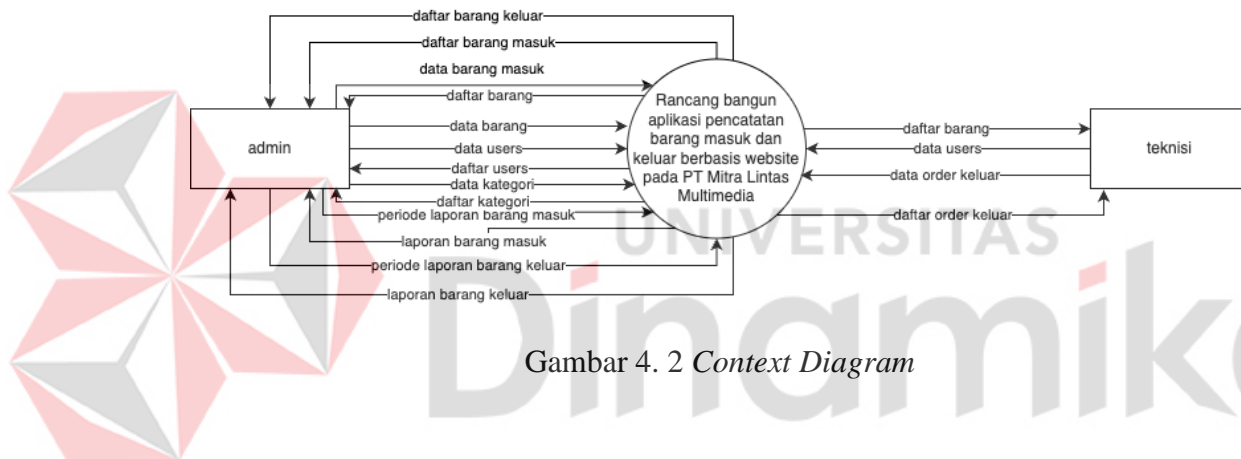 daftar barang keluar
daftar barang masuk
data barang masuk
daftar barang
data barang
data users
daftar users
data kategori
daftar kategori
periode laporan barang masuk
laporan barang masuk
periode laporan barang keluar
laporan barang keluar
admin
Rancang bangun
aplikasi pencatatan
barang masuk dan
keluar berbasis website
pada PT Mitra Lintas
Multimedia
daftar barang
data users
data order keluar
daftar order keluar
teknisi
UNIVERSITAS
Dinamika
Gambar 4. 2 Context Diagram